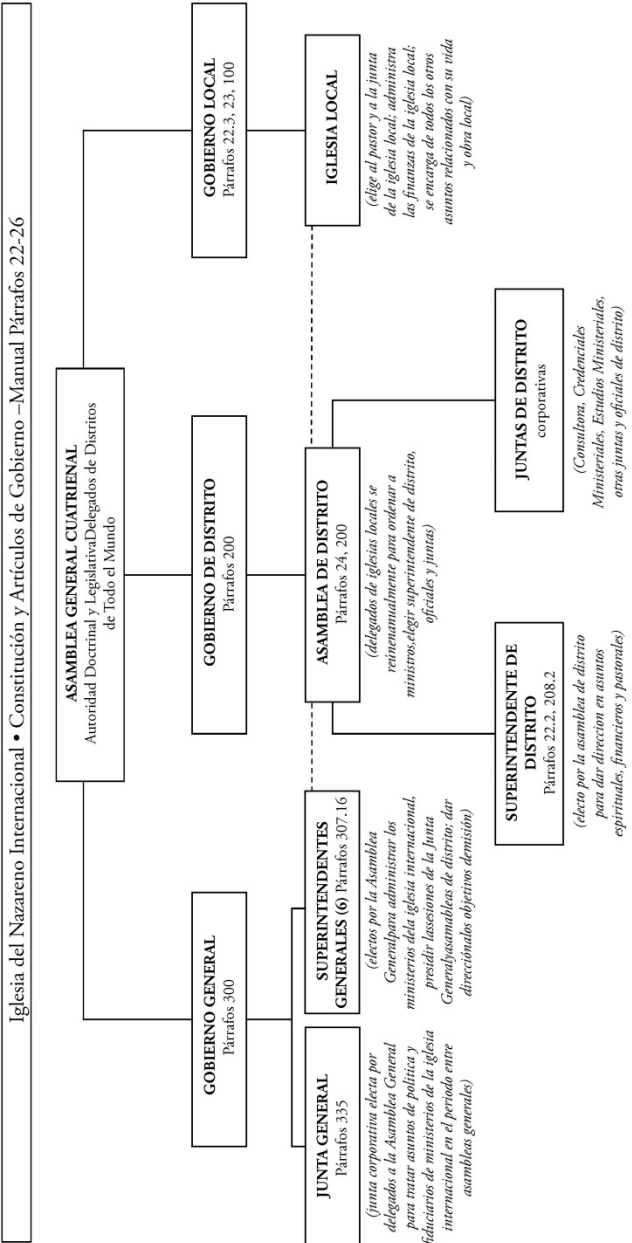 Iglesia del Nazareno Internacional • Constitución y Artículos de Gobierno –Manual Párrafos 22-26
ASAMBLEA GENERAL CUATRIENAL
Autoridad Doctrinal y LegislativaDelegados de Distritos
de Todo el Mundo
GOBIERNO GENERAL
Párrafos 300
GOBIERNO DE DISTRITO
Párrafos 200
GOBIERNO LOCAL
Párrafos 22.3, 23, 100
JUNTA GENERAL
Párrafos 335
(junta corporativa electa por
delegados a la Asamblea General
para tratar asuntos de política y
fiduciarios de ministerios de la iglesia
internacional en el periodo entre
asambleas generales)
SUPERINTENDENTES
GENERALES (6) Párrafos 307.16
(electos por la Asamblea
Generalpara administrar los
ministerios dela iglesia internacional,
presidir lassesiones de la Junta
Generalyasamableas de distrito; dar
direcciónalos objetivos demisión)
ASAMBLEA DE DISTRITO
Párrafos 24, 200
(delegados de iglesias locales se
reúnenanualmente para ordenar a
ministros,elegir superintendente de distrito,
oficiales y juntas)
IGLESIA LOCAL
(elige al pastor y a la junta
de la iglesia local; administra
las finanzas de la iglesia local;
se encarga de todos los otros
asuntos relacionados con su vida
y obra local)
SUPERINTENDENTE DE
DISTRITO
Párrafos 22.2, 208.2
(electo por la asamblea de distrito
para dar direccion en asuntos
espirituales, financieros y pastorales)
JUNTAS DE DISTRITO
corporativas
(Consultora, Credenciales
Ministeriales, Estudios Ministeriales,
otras juntas y oficiales de distrito)